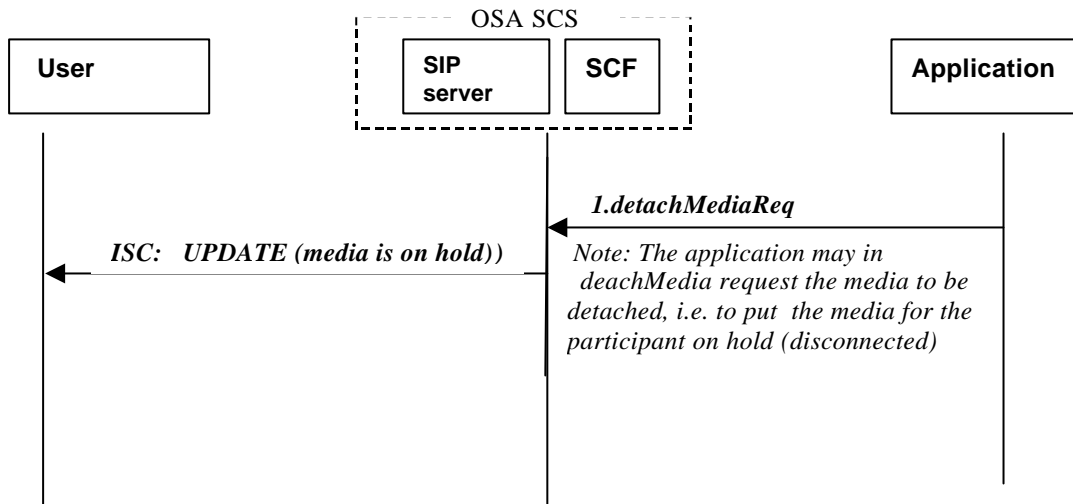 OSA SCS
User
SIP
server
SCF
Application
1.detachMediaReq
ISC: UPDATE (media is on hold))
Note: The application may in
deachMedia request the media to be
detached, i.e. to put the media for the
participant on hold (disconnected)